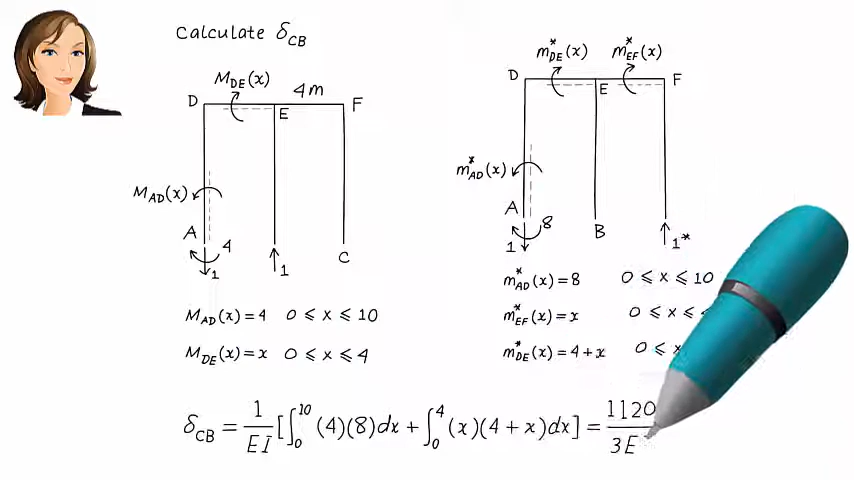 Calculate δCB
MDE(x)
4m
D
E
F
MAD(x)
A
4
1
1
C
m*DE(x)
m*EF(x)
D
E
F
m*AD(x)
A
8
1
B
1*
MAD(x) = 4 0 ≤ x ≤ 10
MDE(x) = x 0 ≤ x ≤ 4
m*AD(x) = 8 0 ≤ x ≤ 10
m*EF(x) = x 0 ≤ x ≤
m*DE(x) = 4 + x 0 ≤ x
δCB = 1/EI [∫₀¹⁰ (4)(8)dx + ∫₀⁴ (x)(4 + x)dx] = 1120/3E